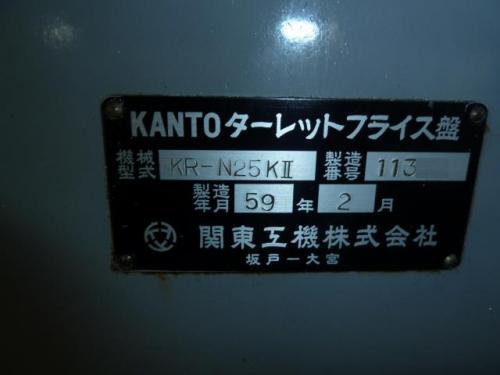 KANTOターレットフライス盤
機械型式 KR-N25KⅡ 製造番号 113
製造年月 59 年 2 月
関東工機株式会社
坂戸ー大宮